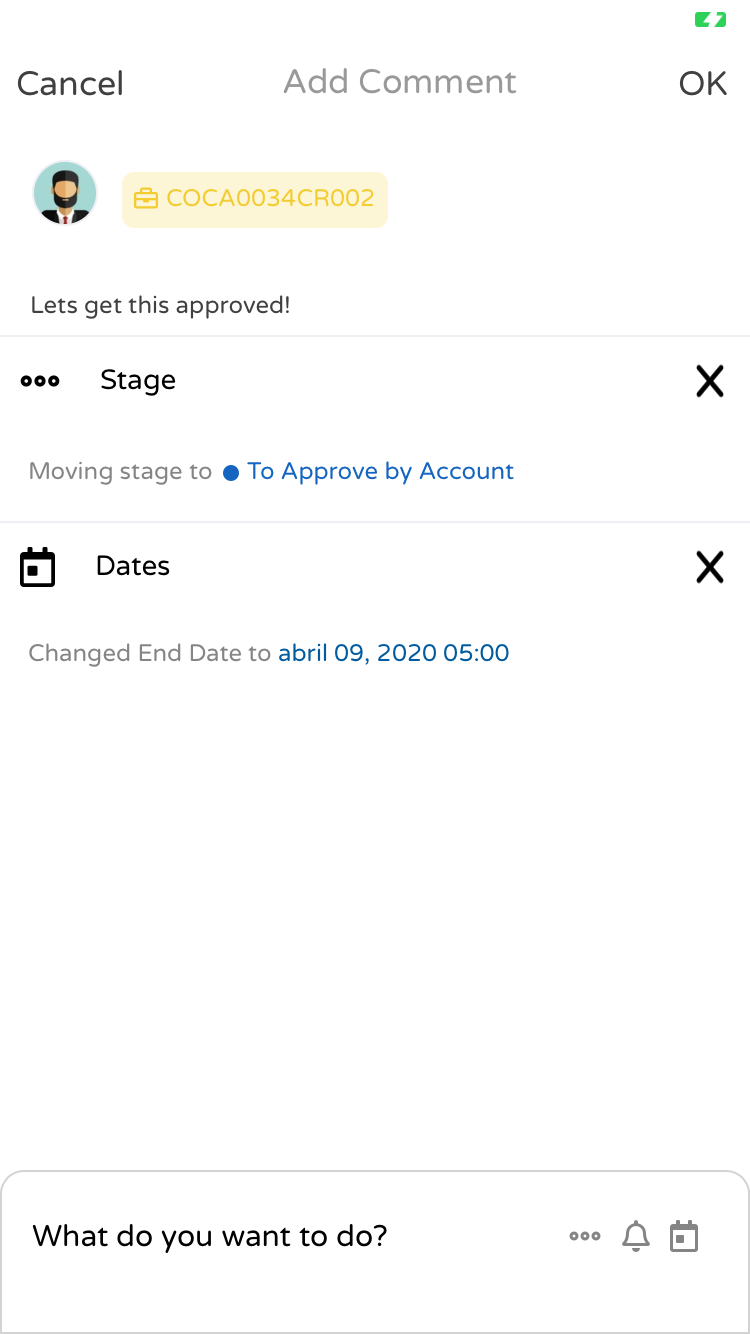 Cancel
Add Comment
OK
COCA0034CR002
Lets get this approved!
Stage
Moving stage to To Approve by Account
Dates
Changed End Date to abril 09, 2020 05:00
What do you want to do?